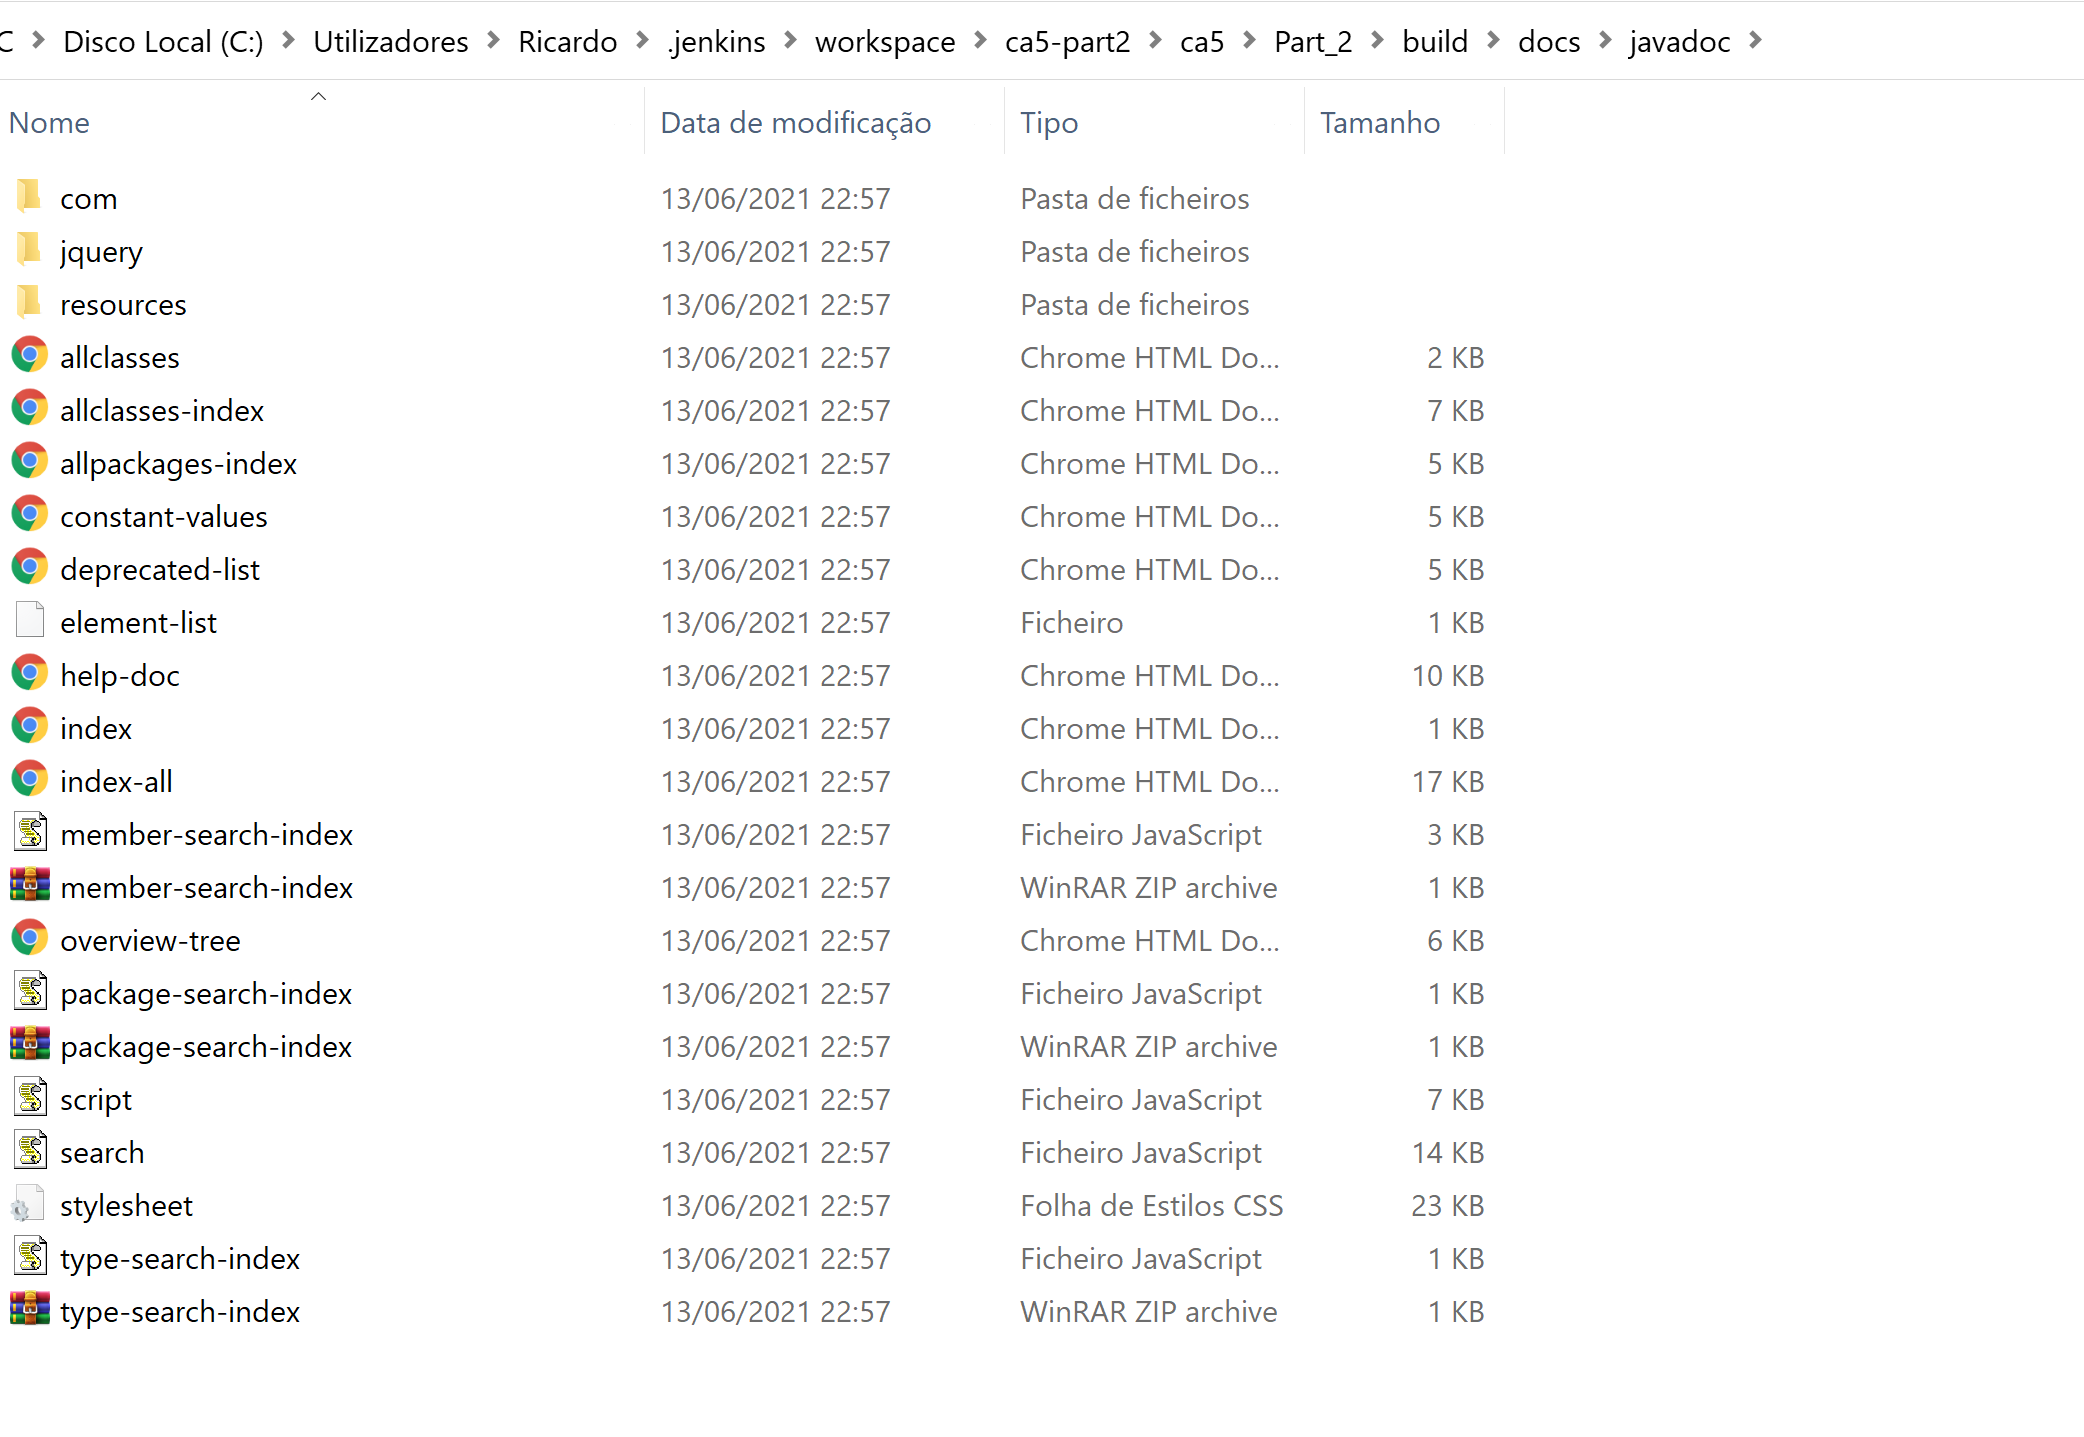 C > Disco Local (C:) > Utilizadores > Ricardo > .jenkins > workspace > ca5-part2 > ca5 > Part_2 > build > docs > javadoc >
Nome Data de modificação Tipo Tamanho
com 13/06/2021 22:57 Pasta de ficheiros
jquery 13/06/2021 22:57 Pasta de ficheiros
resources 13/06/2021 22:57 Pasta de ficheiros
allclasses 13/06/2021 22:57 Chrome HTML Do... 2 KB
allclasses-index 13/06/2021 22:57 Chrome HTML Do... 7 KB
allpackages-index 13/06/2021 22:57 Chrome HTML Do... 5 KB
constant-values 13/06/2021 22:57 Chrome HTML Do... 5 KB
deprecated-list 13/06/2021 22:57 Chrome HTML Do... 5 KB
element-list 13/06/2021 22:57 Ficheiro 1 KB
help-doc 13/06/2021 22:57 Chrome HTML Do... 10 KB
index 13/06/2021 22:57 Chrome HTML Do... 1 KB
index-all 13/06/2021 22:57 Chrome HTML Do... 17 KB
member-search-index 13/06/2021 22:57 Ficheiro JavaScript 3 KB
member-search-index 13/06/2021 22:57 WinRAR ZIP archive 1 KB
overview-tree 13/06/2021 22:57 Chrome HTML Do... 6 KB
package-search-index 13/06/2021 22:57 Ficheiro JavaScript 1 KB
package-search-index 13/06/2021 22:57 WinRAR ZIP archive 1 KB
script 13/06/2021 22:57 Ficheiro JavaScript 7 KB
search 13/06/2021 22:57 Ficheiro JavaScript 14 KB
stylesheet 13/06/2021 22:57 Folha de Estilos CSS 23 KB
type-search-index 13/06/2021 22:57 Ficheiro JavaScript 1 KB
type-search-index 13/06/2021 22:57 WinRAR ZIP archive 1 KB